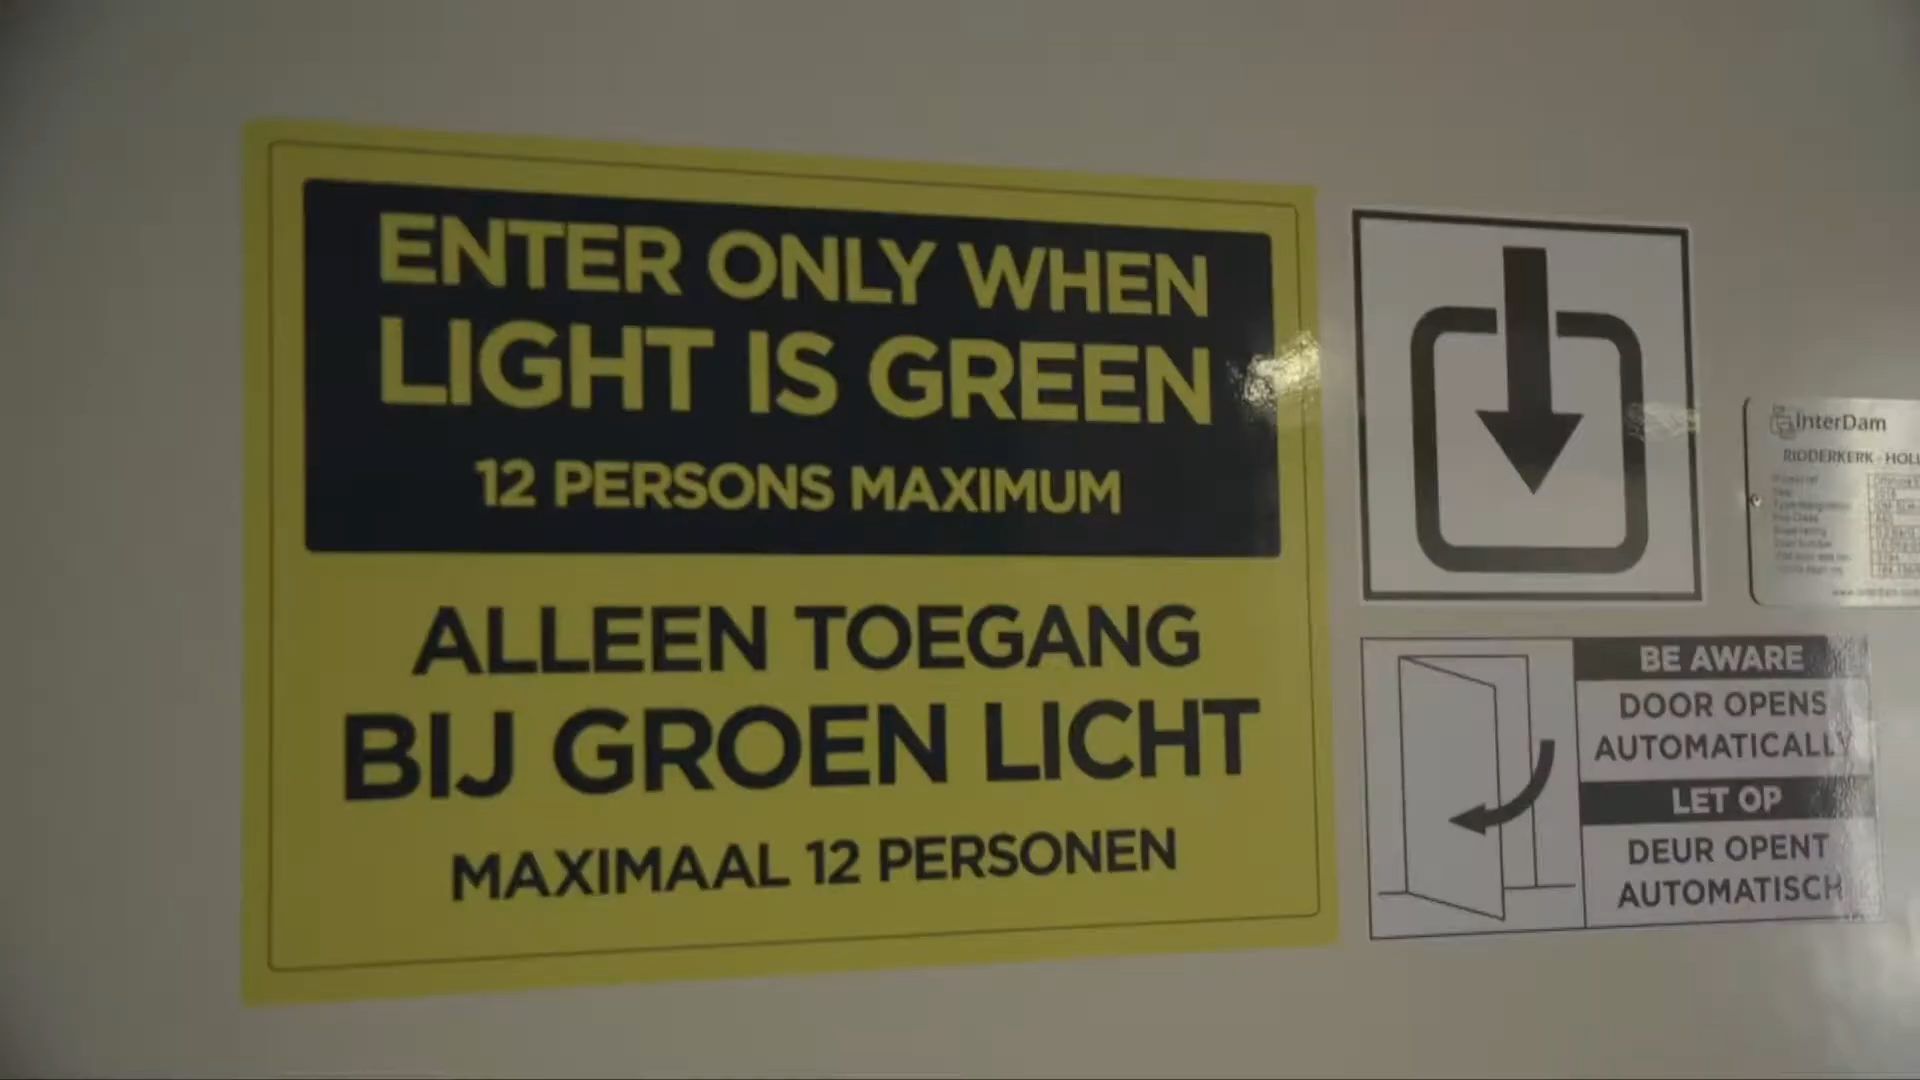 ENTER ONLY WHEN
LIGHT IS GREEN
12 PERSONS MAXIMUM
ALLEEN TOEGANG
BIJ GROEN LICHT
MAXIMAAL 12 PERSONEN
InterDam
RIDDERKERK - HOLL
BE AWARE
DOOR OPENS
AUTOMATICALLY
LET OP
DEUR OPENT
AUTOMATISCH